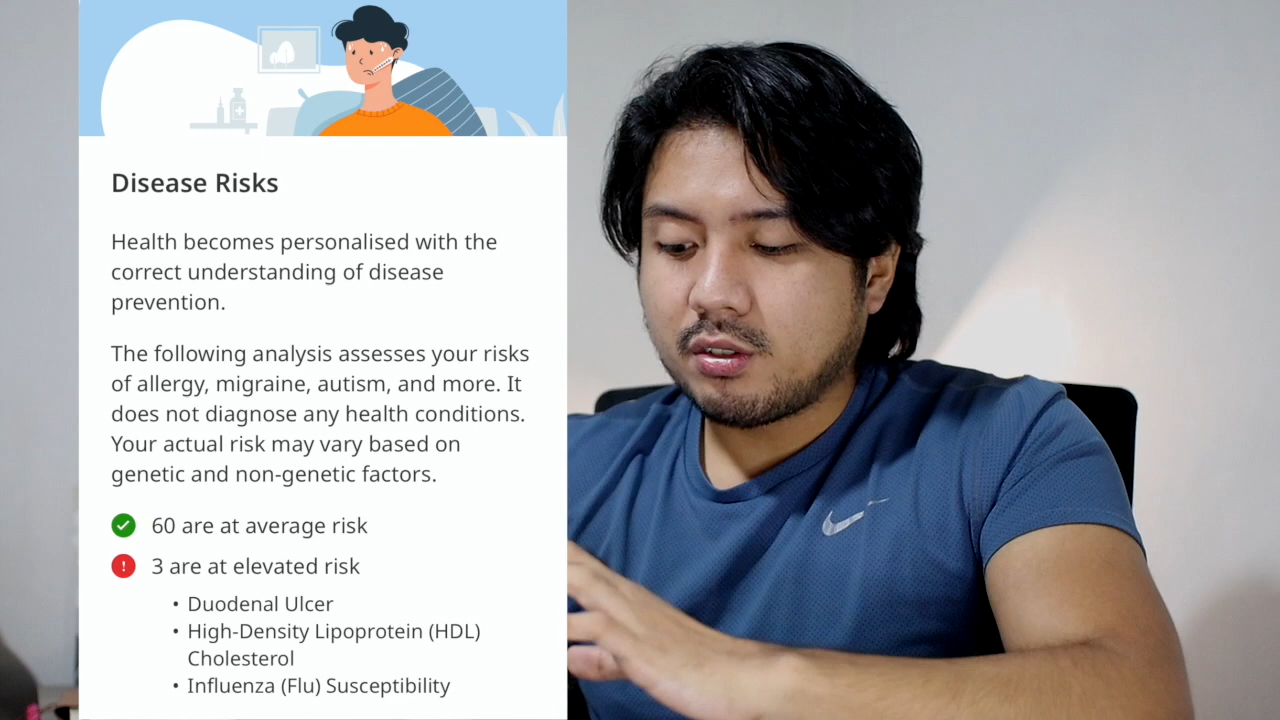 Disease Risks
Health becomes personalised with the
correct understanding of disease
prevention.
The following analysis assesses your risks
of allergy, migraine, autism, and more. It
does not diagnose any health conditions.
Your actual risk may vary based on
genetic and non-genetic factors.
60 are at average risk
3 are at elevated risk
• Duodenal Ulcer
• High-Density Lipoprotein (HDL)
Cholesterol
• Influenza (Flu) Susceptibility